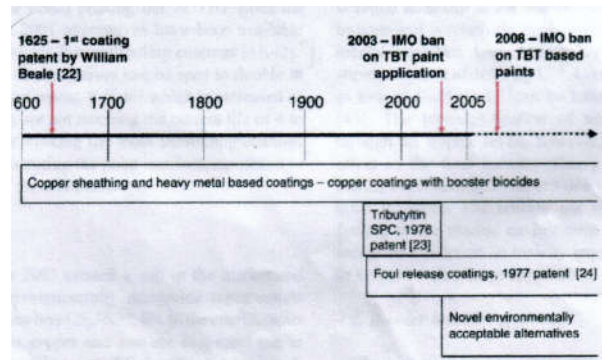 1625 – 1st coating
patent by William
Beale [22]
2003 – IMO ban
on TBT paint
application
2008 – IMO ban
on TBT based
paints
600
1700
1800
1900
2000
2005
Copper sheathing and heavy metal based coatings – copper coatings with booster biocides
Tributyltin
SPC, 1976
patent [23]
Foul release coatings, 1977 patent [24]
Novel environmentally
acceptable alternatives